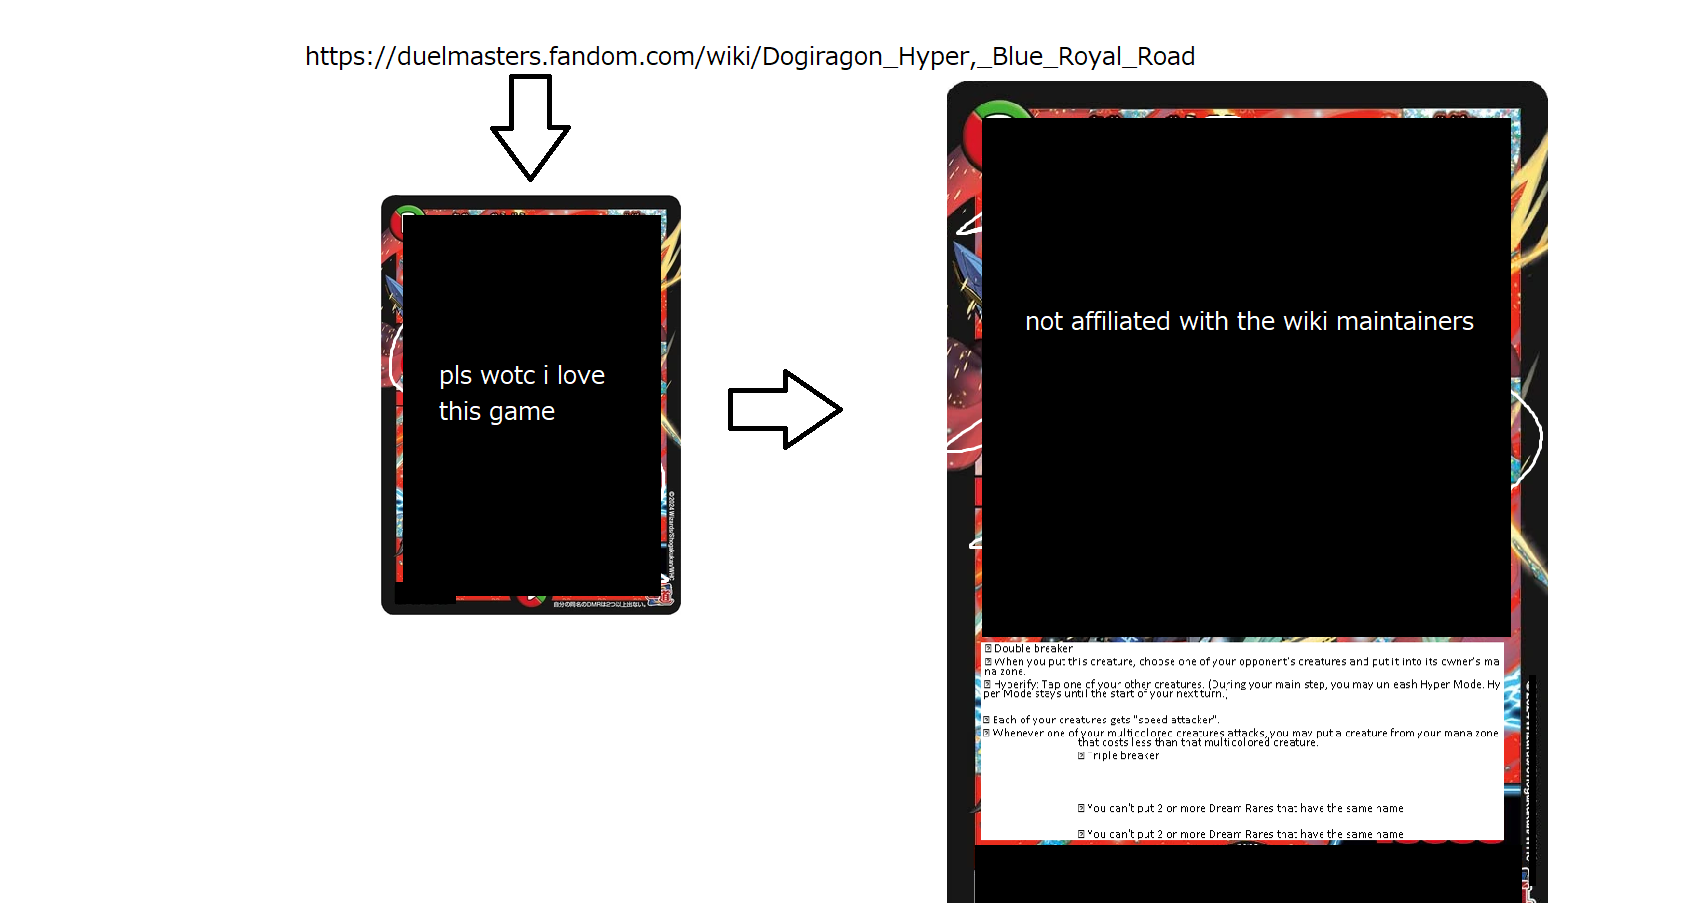 https://duelmasters.fandom.com/wiki/Dogiragon_Hyper,_Blue_Royal_Road
pls wotc i love
this game
自分の同名のDMRは2つ以上出ない。
not affiliated with the wiki maintainers
Double breaker
When you put this creature, choose one of your opponent's creatures and put it into its owner's ma
na zone.
Hyperify: Tap one of your other creatures. (During your main step, you may un eash Hyper Mode. Hy
per Mode stays until the start of your next turn.)
Each of your creatures gets "speed attacker".
Whenever one of your multicolored creatures attacks, you may put a creature from your mana zone
that costs less than that multicolored creature.
riple breaker
You can't put 2 or more Dream Rares that have the same name
You can't put 2 or more Dream Rares that have the same name